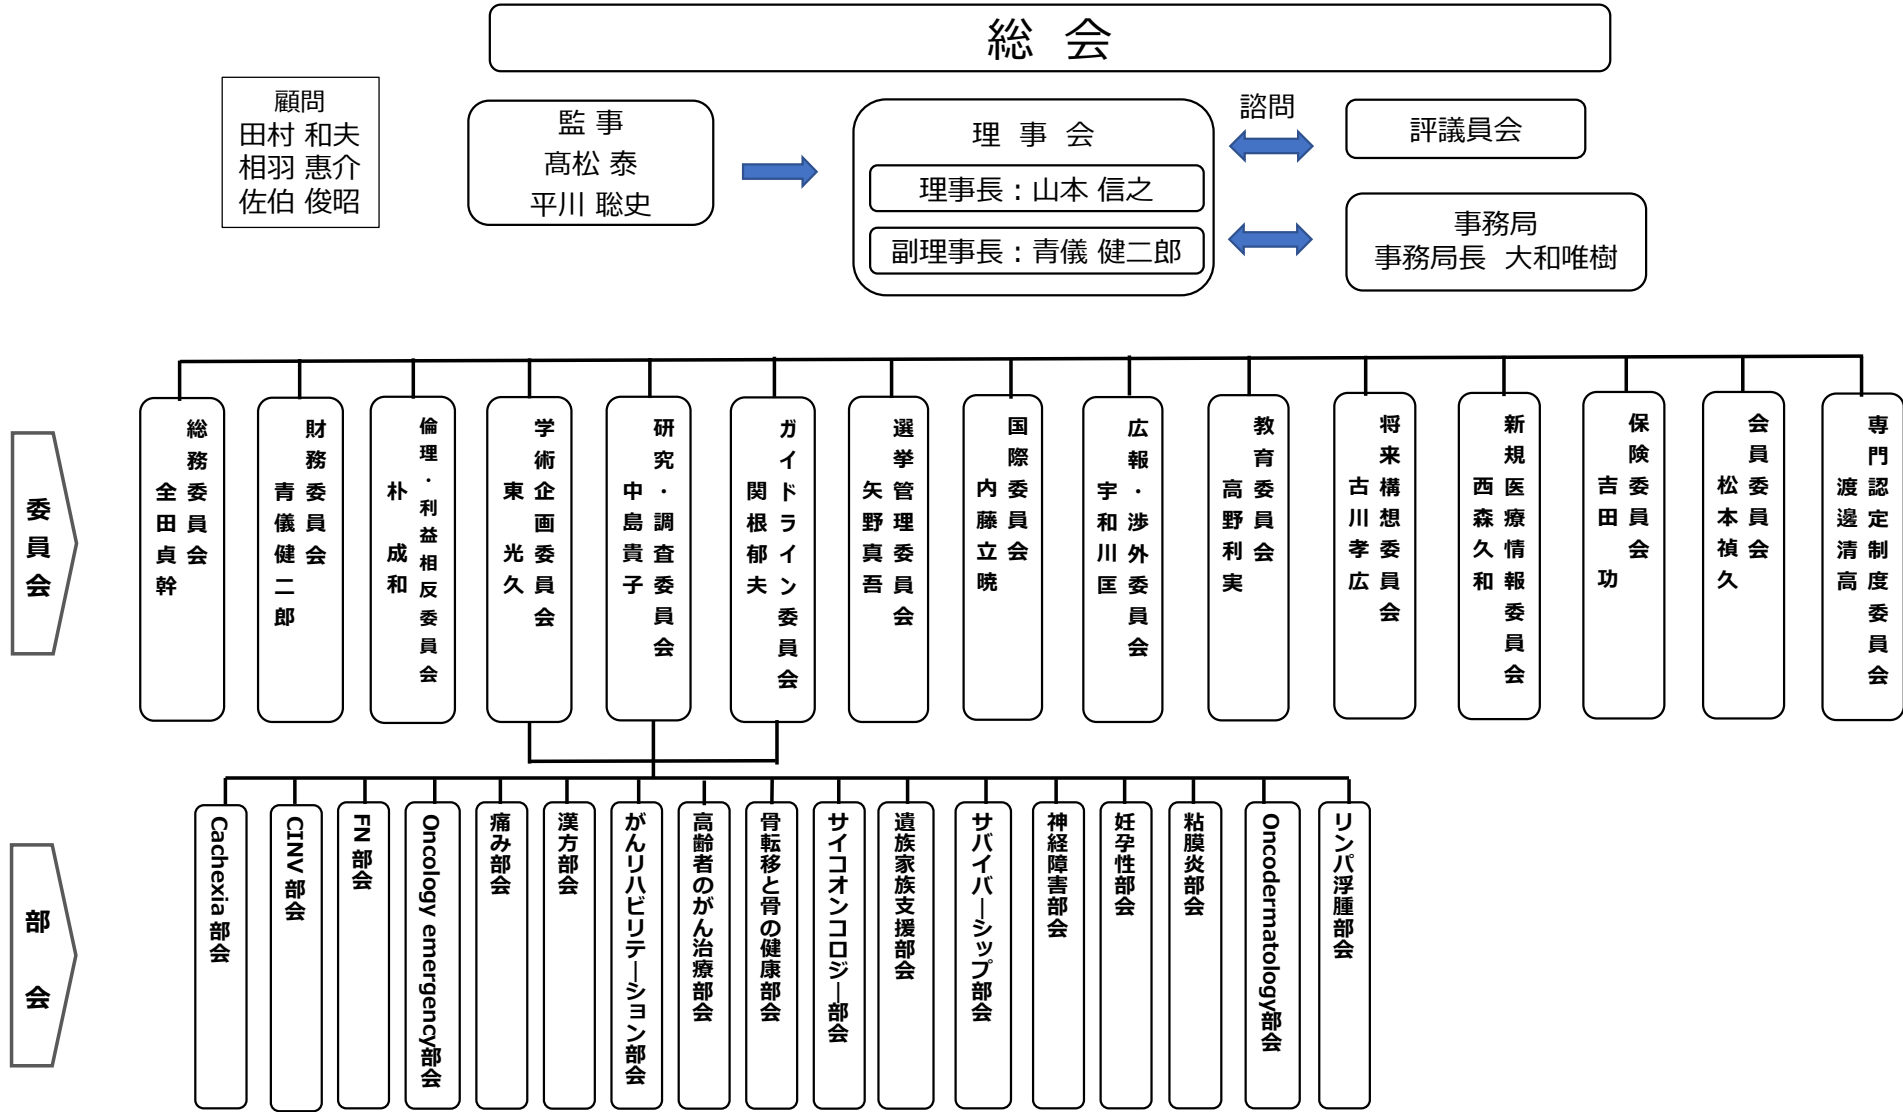 総 会
顧問
田村 和夫
相羽 惠介
佐伯 俊昭
監 事
髙松 泰
平川 聡史
理 事 会
理事長：山本 信之
副理事長：青儀 健二郎
諮問
評議員会
事務局
事務局長 大和唯樹
委員会
総務委員会
全田貞幹
財務委員会
青儀健二郎
倫理・利益相反委員会
朴 成和
学術企画委員会
東 光久
研究・調査委員会
中島貴子
ガイドライン委員会
関根郁夫
選挙管理委員会
矢野真吾
国際委員会
内藤立暁
広報・渉外委員会
宇和川匡
教育委員会
高野利実
将来構想委員会
古川孝広
新規医療情報委員会
西森久和
保険委員会
吉田 功
会員委員会
松本禎久
専門認定制度委員会
渡邊清高
部 会
Cachexia 部会
CINV 部会
FN 部会
Oncology emergency部会
痛み部会
漢方部会
がんリハビリテーション部会
高齢者のがん治療部会
骨転移と骨の健康部会
サイコオンコロジー部会
遺族家族支援部会
サバイバーシップ部会
神経障害部会
妊孕性部会
粘膜炎部会
Oncodermatology部会
リンパ浮腫部会